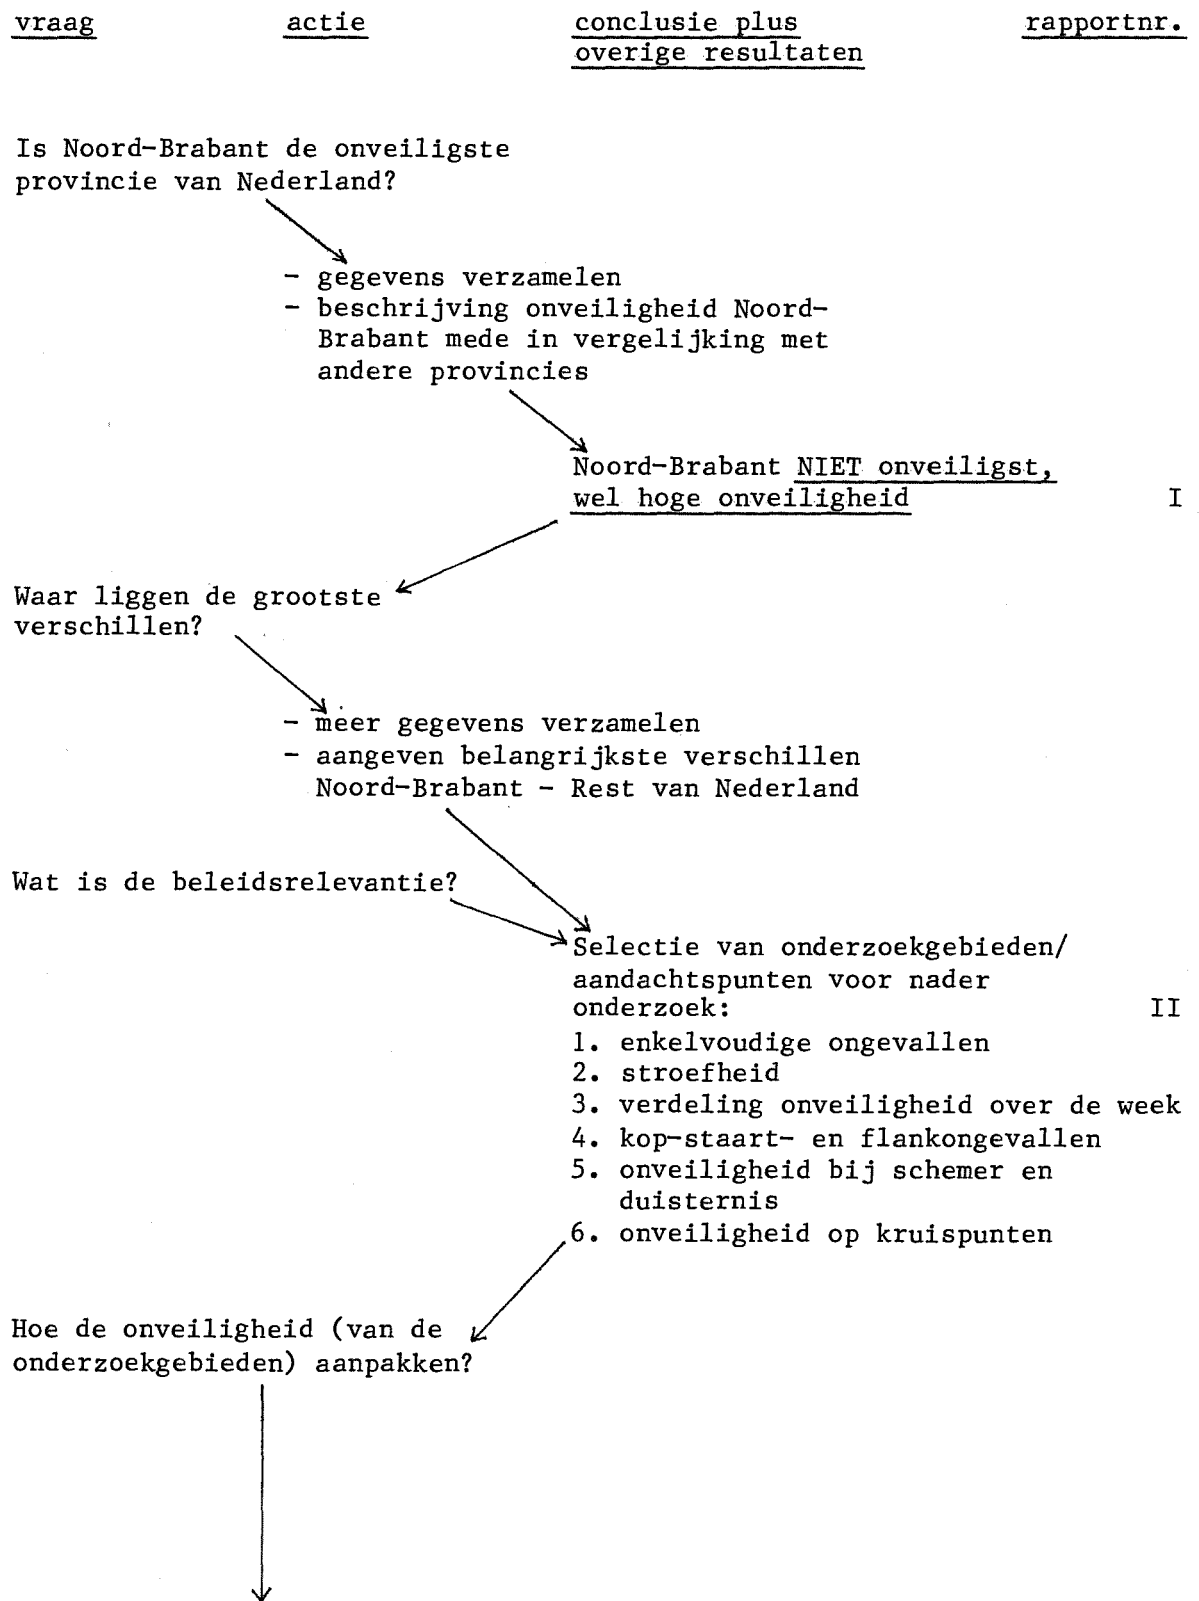 vraag actie conclusie plus rapportnr.
overige resultaten
Is Noord-Brabant de onveiligste
provincie van Nederland?
- gegevens verzamelen
- beschrijving onveiligheid Noord-
Brabant mede in vergelijking met
andere provincies
Noord-Brabant NIET onveiligst,
wel hoge onveiligheid I
Waar liggen de grootste
verschillen?
- meer gegevens verzamelen
- aangeven belangrijkste verschillen
Noord-Brabant - Rest van Nederland
Wat is de beleidsrelevantie?
Selectie van onderzoekgebieden/
aandachtspunten voor nader
onderzoek: II
1. enkelvoudige ongevallen
2. stroefheid
3. verdeling onveiligheid over de week
4. kop-staart- en flankongevallen
5. onveiligheid bij schemer en
duisternis
6. onveiligheid op kruispunten
Hoe de onveiligheid (van de
onderzoekgebieden) aanpakken?